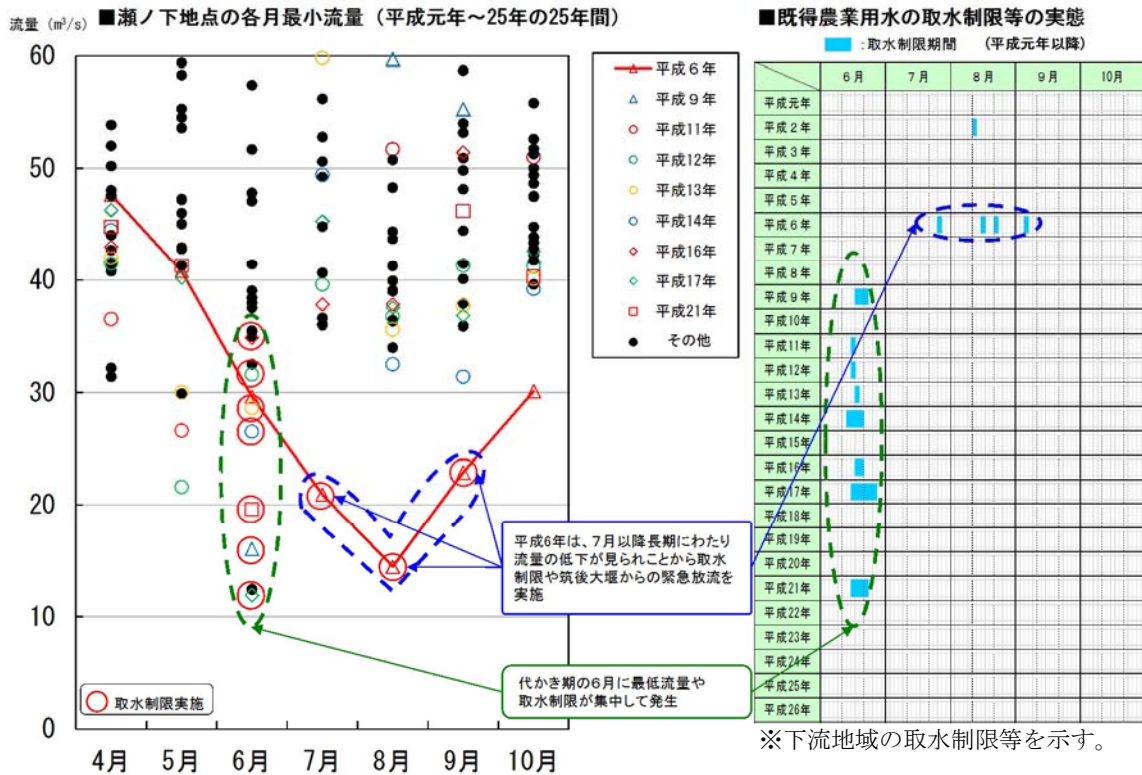 ■瀬ノ下地点の各月最小流量（平成元年～25年の25年間）
流量（m³/s）
60
50
40
30
20
10
0
4月
5月
6月
7月
8月
9月
10月
平成６年
平成９年
平成11年
平成12年
平成13年
平成14年
平成16年
平成17年
平成21年
その他
取水制限実施
平成6年は、７月以降長期にわたり
流量の低下が見られことから取水
制限や筑後大堰からの緊急放流を
実施
代かき期の６月に最低流量や
取水制限が集中して発生
■既得農業用水の取水制限等の実態
：取水制限期間 （平成元年以降）
６月 ７月 ８月 ９月 10月
平成元年
平成２年
平成３年
平成４年
平成５年
平成６年
平成７年
平成８年
平成９年
平成10年
平成11年
平成12年
平成13年
平成14年
平成15年
平成16年
平成17年
平成18年
平成19年
平成20年
平成21年
平成22年
平成23年
平成24年
平成25年
平成26年
※下流地域の取水制限等を示す。